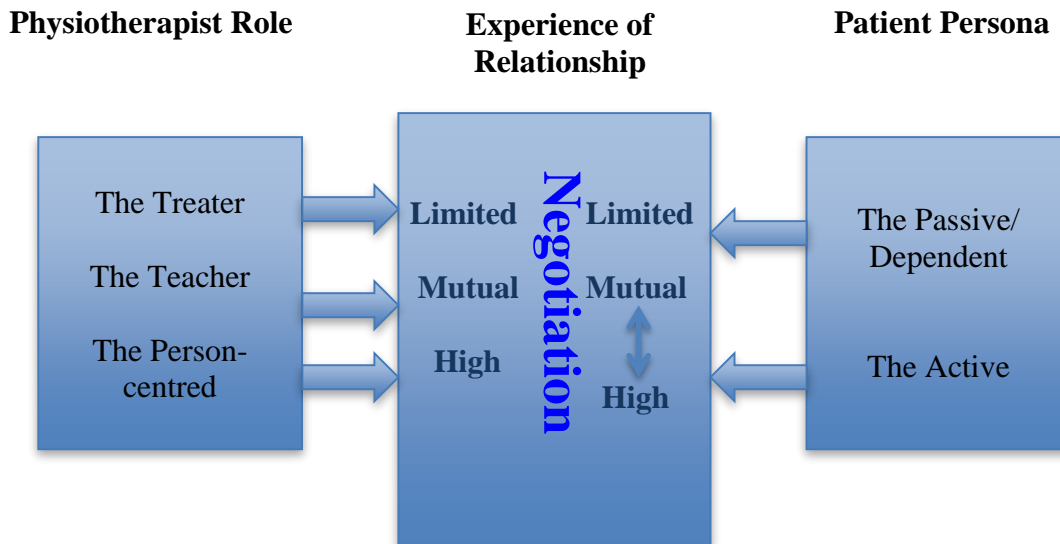 Physiotherapist Role
Experience of
Relationship
Patient Persona
The Treater
The Teacher
The Person-
centred
Limited
Mutual
High
Negotiation
Limited
Mutual
High
The Passive/
Dependent
The Active